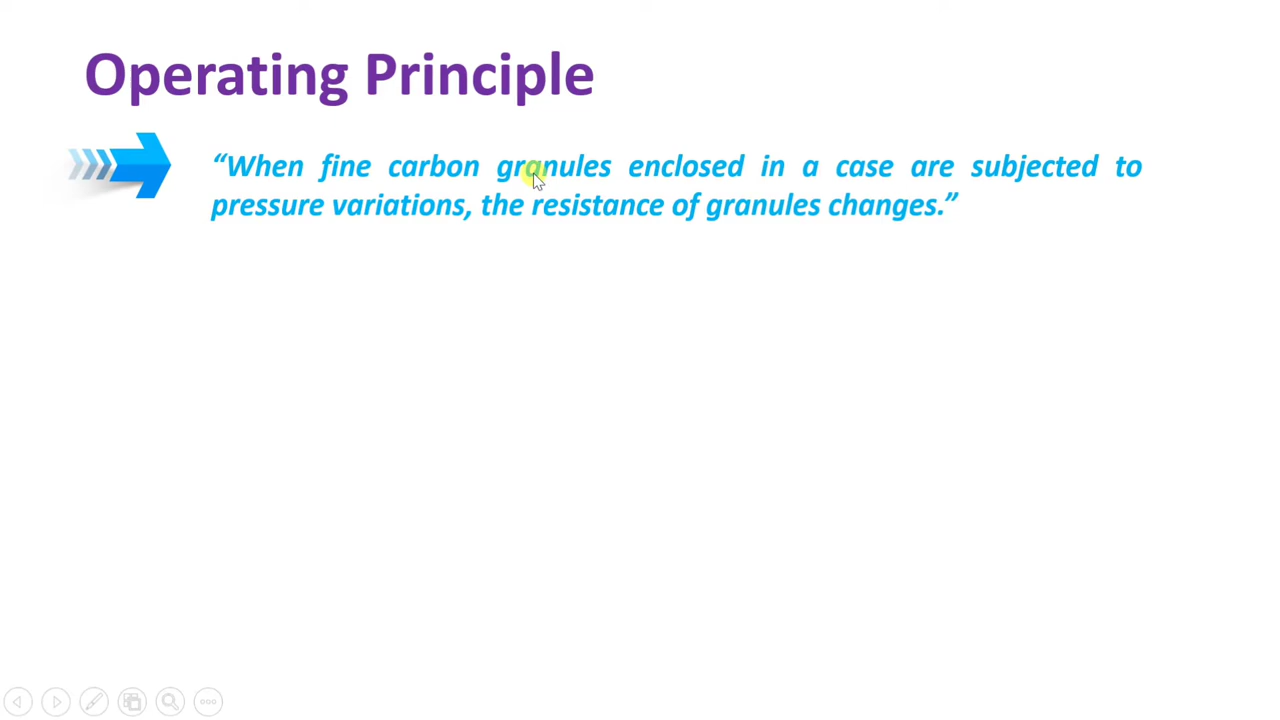 Operating Principle
“When fine carbon granules enclosed in a case are subjected to
pressure variations, the resistance of granules changes.”